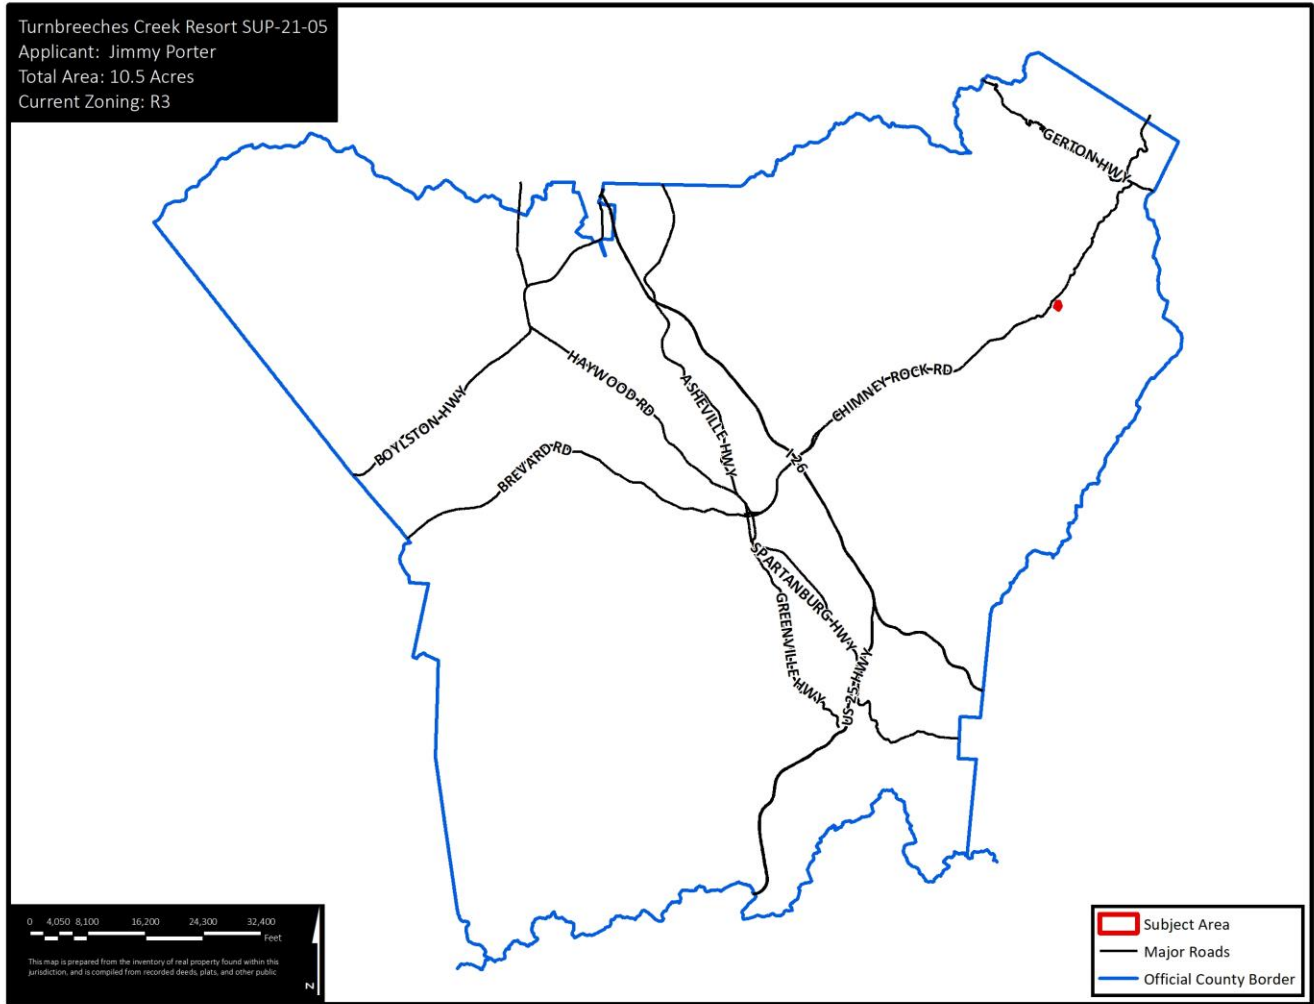 Turnbreeches Creek Resort SUP-21-05
Applicant: Jimmy Porter
Total Area: 10.5 Acres
Current Zoning: R3
GERTON HWY
CHIMNEY ROCK RD
HAYWOOD RD
ASHEVILLE HWY
BOYLSTON HWY
I-26
BREVARD RD
SPARTANBURG HWY
GREENVILLE HWY
US 25 HWY
0 4,050 8,100 16,200 24,300 32,400
Feet
This map is prepared from the inventory of real property found within this
jurisdiction, and is compiled from recorded deeds, plats, and other public
N
Subject Area
Major Roads
Official County Border